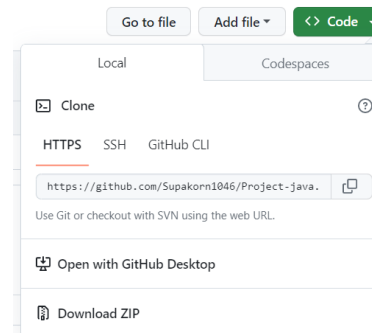 Go to file Add file Code
Local Codespaces
Clone
HTTPS SSH GitHub CLI
https://github.com/Supakorn1046/Project-java.
Use Git or checkout with SVN using the web URL.
Open with GitHub Desktop
Download ZIP